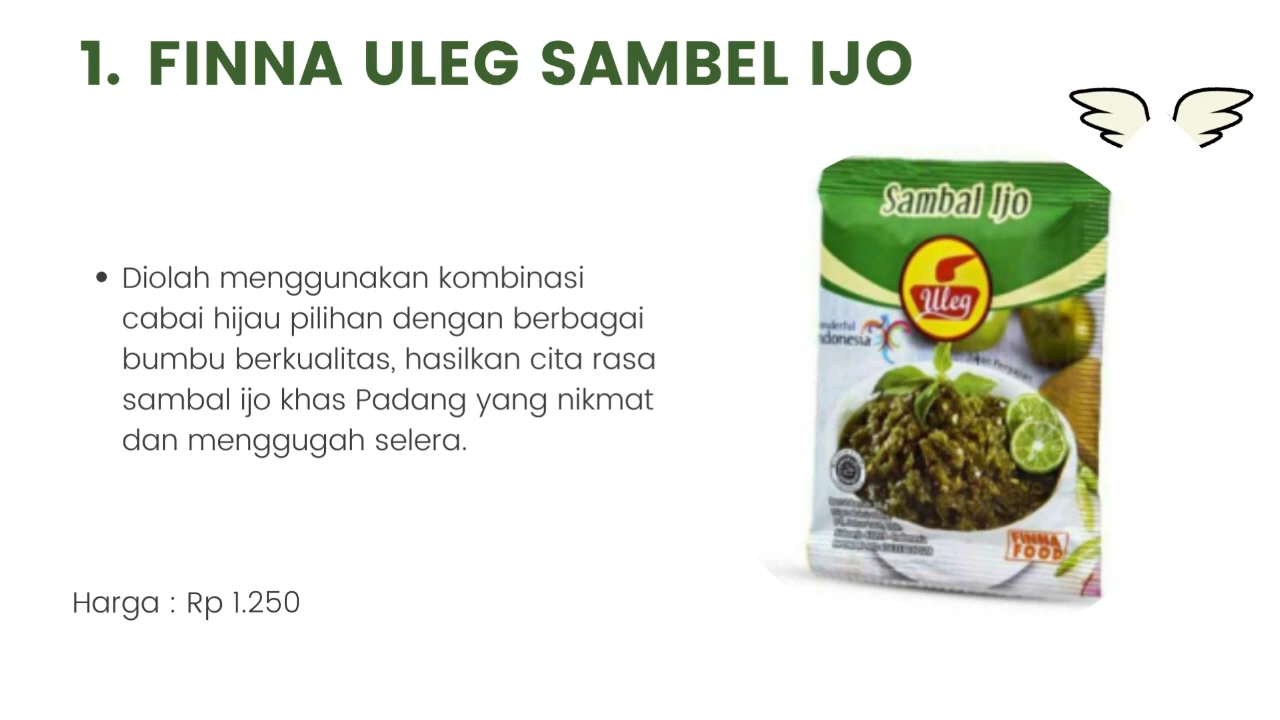 1. FINNA ULEG SAMBEL IJO
Diolah menggunakan kombinasi
cabai hijau pilihan dengan berbagai
bumbu berkualitas, hasilkan cita rasa
sambal ijo khas Padang yang nikmat
dan menggugah selera.
Harga : Rp 1.250
Sambal Ijo
Uleg
ndonesia
FINNA
FOOD